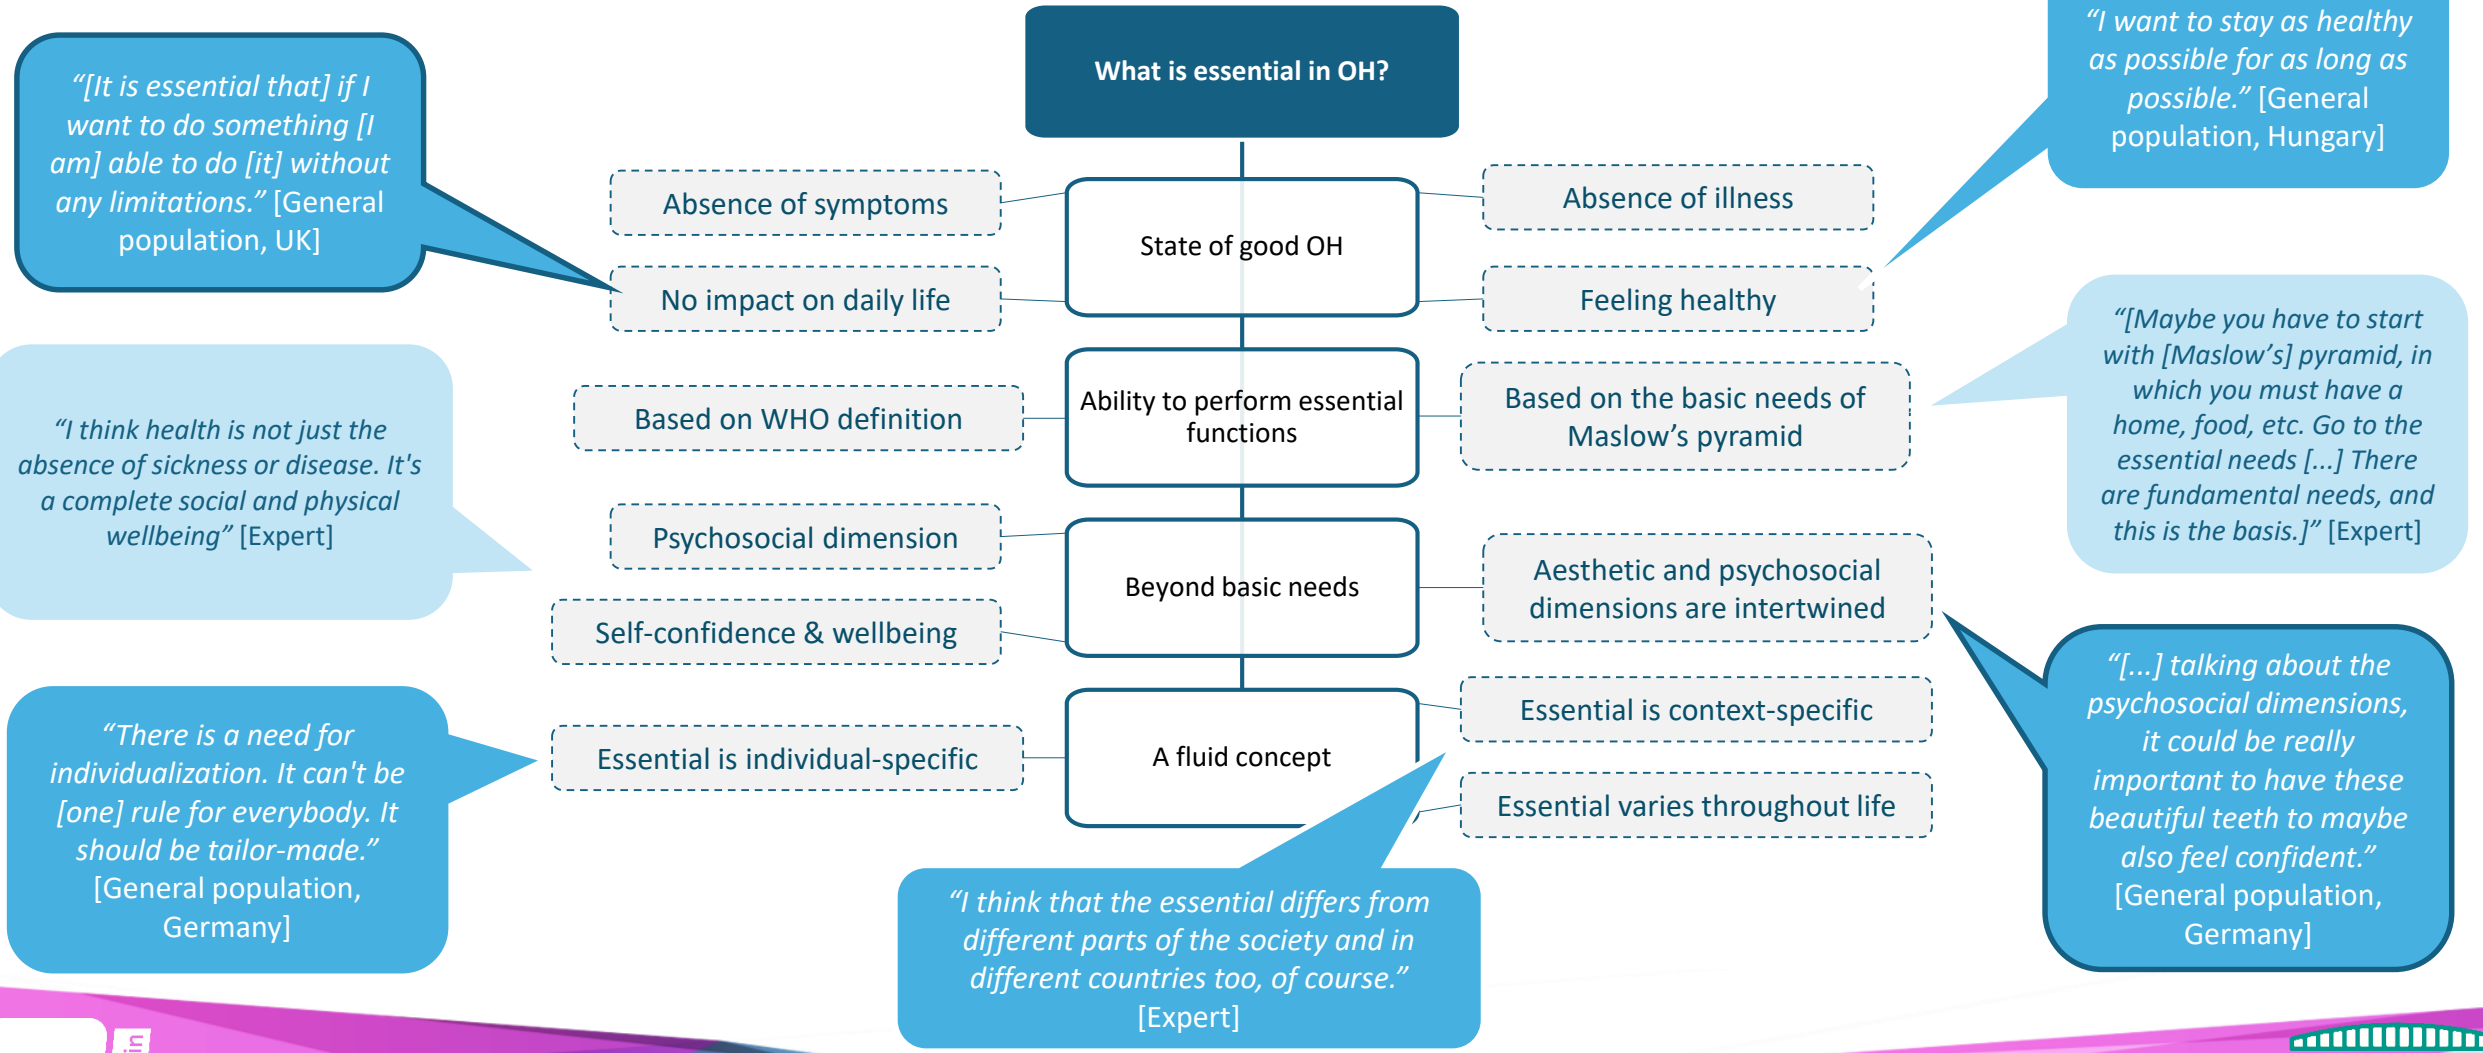 What is essential in OH?
“[It is essential that] if I
want to do something [I
am] able to do [it] without
any limitations.” [General
population, UK]
“I want to stay as healthy
as possible for as long as
possible.” [General
population, Hungary]
Absence of symptoms
State of good OH
Absence of illness
No impact on daily life
Feeling healthy
“I think health is not just the
absence of sickness or disease. It's
a complete social and physical
wellbeing” [Expert]
Based on WHO definition
Ability to perform essential
functions
Based on the basic needs of
Maslow’s pyramid
“[Maybe you have to start
with [Maslow’s] pyramid, in
which you must have a
home, food, etc. Go to the
essential needs [...] There
are fundamental needs, and
this is the basis.]” [Expert]
Psychosocial dimension
Self-confidence & wellbeing
Beyond basic needs
Aesthetic and psychosocial
dimensions are intertwined
“There is a need for
individualization. It can't be
[one] rule for everybody. It
should be tailor-made.”
[General population,
Germany]
Essential is individual-specific
A fluid concept
Essential is context-specific
Essential varies throughout life
“[...] talking about the
psychosocial dimensions,
it could be really
important to have these
beautiful teeth to maybe
also feel confident.”
[General population,
Germany]
“I think that the essential differs from
different parts of the society and in
different countries too, of course.”
[Expert]
in